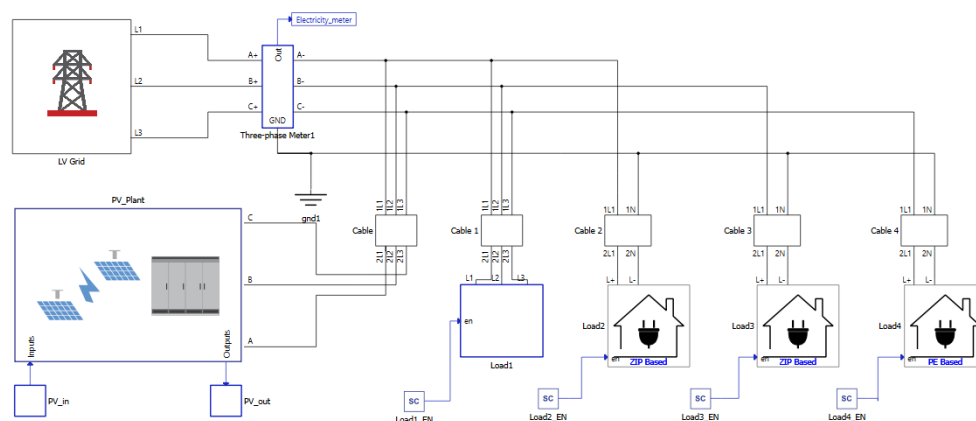 Electricity_meter
L1
L2
L3
LV Grid
A+
B+
C+
Out
GND
A-
B-
C-
Three-phase Meter1
gnd1
PV_Plant
C
B
A
Inputs
Outputs
PV_in
PV_out
1L1 1L2 1L3
Cable
2L1 2L2 2L3
1L1 1L2 1L3
Cable 1
2L1 2L2 2L3
1L1 1N
Cable 2
2L1 2N
1L1 1N
Cable 3
2L1 2N
1L1 1N
Cable 4
2L1 2N
L1 L2 L3
en
Load1
L+ L-
Load2
en
ZIP Based
L+ L-
Load3
en
ZIP Based
L+ L-
Load4
en
PE Based
SC
Load1_EN
SC
Load2_EN
SC
Load3_EN
SC
Load4_EN